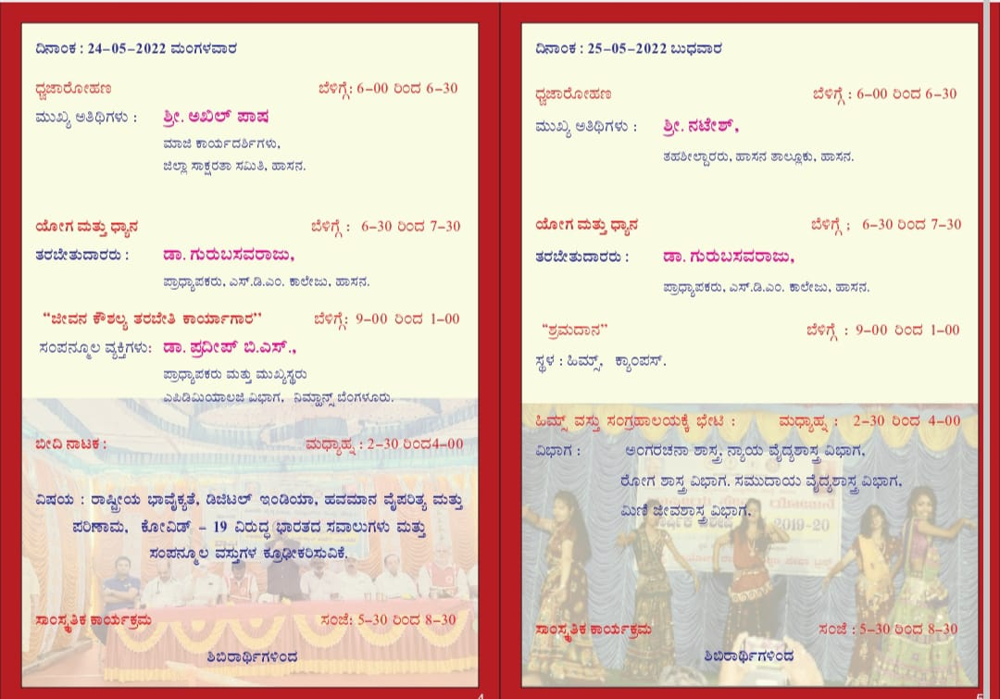 ದಿನಾಂಕ : 24-05-2022 ಮಂಗಳವಾರ
ಧ್ವಜಾರೋಹಣ ಬೆಳಿಗ್ಗೆ: 6-00 ರಿಂದ 6-30
ಮುಖ್ಯ ಅತಿಥಿಗಳು : ಶ್ರೀ. ಅಖಿಲ್ ಪಾಷ
ಮಾಜಿ ಕಾರ್ಯದರ್ಶಿಗಳು,
ಜಿಲ್ಲಾ ಸಾಕ್ಷರತಾ ಸಮಿತಿ, ಹಾಸನ.
ಯೋಗ ಮತ್ತು ಧ್ಯಾನ ಬೆಳಿಗ್ಗೆ : 6-30 ರಿಂದ 7-30
ತರಬೇತುದಾರರು : ಡಾ. ಗುರುಬಸವರಾಜು,
ಪ್ರಾಧ್ಯಾಪಕರು, ಎಸ್.ಡಿ.ಎಂ. ಕಾಲೇಜು, ಹಾಸನ.
“ಜೀವನ ಕೌಶಲ್ಯ ತರಬೇತಿ ಕಾರ್ಯಾಗಾರ” ಬೆಳಿಗ್ಗೆ: 9-00 ರಿಂದ 1-00
ಸಂಪನ್ಮೂಲ ವ್ಯಕ್ತಿಗಳು: ಡಾ. ಪ್ರದೀಪ್ ಬಿ.ಎಸ್.,
ಪ್ರಾಧ್ಯಾಪಕರು ಮತ್ತು ಮುಖ್ಯಸ್ಥರು
ಎಪಿಡಿಮಿಯಾಲಜಿ ವಿಭಾಗ, ನಿಮ್ಹಾನ್ಸ್ ಬೆಂಗಳೂರು.
ಬೀದಿ ನಾಟಕ : ಮಧ್ಯಾಹ್ನ : 2-30 ರಿಂದ4-00
ವಿಷಯ : ರಾಷ್ಟ್ರೀಯ ಭಾವೈಕ್ಯತೆ, ಡಿಜಿಟಲ್ ಇಂಡಿಯಾ, ಹವಮಾನ ವೈಪರಿತ್ಯ ಮತ್ತು
ಪರಿಣಾಮ, ಕೋವಿಡ್ - 19 ವಿರುದ್ಧ ಭಾರತದ ಸವಾಲುಗಳು ಮತ್ತು
ಸಂಪನ್ಮೂಲ ವಸ್ತುಗಳ ಕ್ರೂಢೀಕರಿಸುವಿಕೆ.
ಸಾಂಸ್ಕೃತಿಕ ಕಾರ್ಯಕ್ರಮ ಸಂಜೆ: 5-30 ರಿಂದ 8-30
ಶಿಬಿರಾರ್ಥಿಗಳಿಂದ
4
ದಿನಾಂಕ : 25-05-2022 ಬುಧವಾರ
ಧ್ವಜಾರೋಹಣ ಬೆಳಿಗ್ಗೆ : 6-00 ರಿಂದ 6-30
ಮುಖ್ಯ ಅತಿಥಿಗಳು : ಶ್ರೀ. ನಟೇಶ್,
ತಹಶೀಲ್ದಾರರು, ಹಾಸನ ತಾಲ್ಲೂಕು, ಹಾಸನ.
ಯೋಗ ಮತ್ತು ಧ್ಯಾನ ಬೆಳಿಗ್ಗೆ ; 6-30 ರಿಂದ 7-30
ತರಬೇತುದಾರರು : ಡಾ. ಗುರುಬಸವರಾಜು,
ಪ್ರಾಧ್ಯಾಪಕರು, ಎಸ್.ಡಿ.ಎಂ. ಕಾಲೇಜು, ಹಾಸನ.
“ಶ್ರಮದಾನ” ಬೆಳಿಗ್ಗೆ : 9-00 ರಿಂದ 1-00
ಸ್ಥಳ : ಹಿಮ್ಸ್, ಕ್ಯಾಂಪಸ್.
ಹಿಮ್ಸ್ ವಸ್ತು ಸಂಗ್ರಹಾಲಯಕ್ಕೆ ಭೇಟಿ : ಮಧ್ಯಾಹ್ನ : 2-30 ರಿಂದ 4-00
ವಿಭಾಗ : ಅಂಗರಚನಾ ಶಾಸ್ತ್ರ, ನ್ಯಾಯ ವೈದ್ಯಶಾಸ್ತ್ರ ವಿಭಾಗ,
ರೋಗ ಶಾಸ್ತ್ರ ವಿಭಾಗ. ಸಮುದಾಯ ವೈದ್ಯಶಾಸ್ತ್ರ ವಿಭಾಗ,
ಮಿಣಿ ಜೀವಶಾಸ್ತ್ರ ವಿಭಾಗ.
2019-20
ಸಾಂಸ್ಕೃತಿಕ ಕಾರ್ಯಕ್ರಮ ಸಂಜೆ : 5-30 ರಿಂದ 8-30
ಶಿಬಿರಾರ್ಥಿಗಳಿಂದ
5